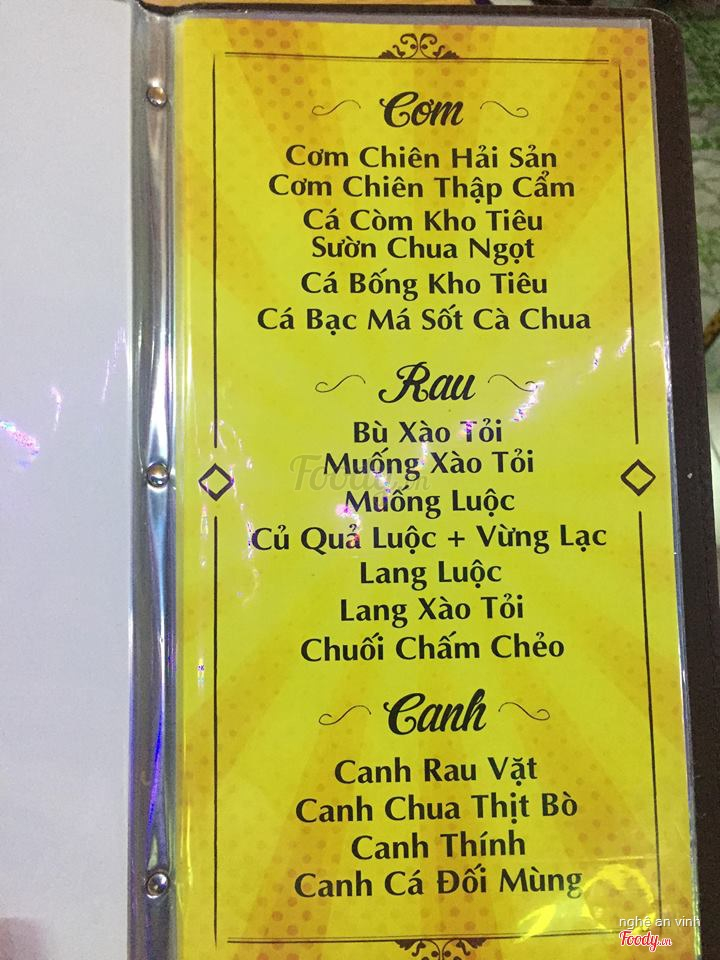 Cơm
Cơm Chiên Hải Sản
Cơm Chiên Thập Cẩm
Cá Còm Kho Tiêu
Sườn Chua Ngọt
Cá Bống Kho Tiêu
Cá Bạc Má Sốt Cà Chua
Rau
Bù Xào Tỏi
Muống Xào Tỏi
Foody.vn
Muống Luộc
Củ Quả Luộc + Vừng Lạc
Lang Luộc
Lang Xào Tỏi
Chuối Chấm Chẻo
Canh
Canh Rau Vặt
Canh Chua Thịt Bò
Canh Thính
Canh Cá Đối Mùng
nghe an vinh
Foody.vn